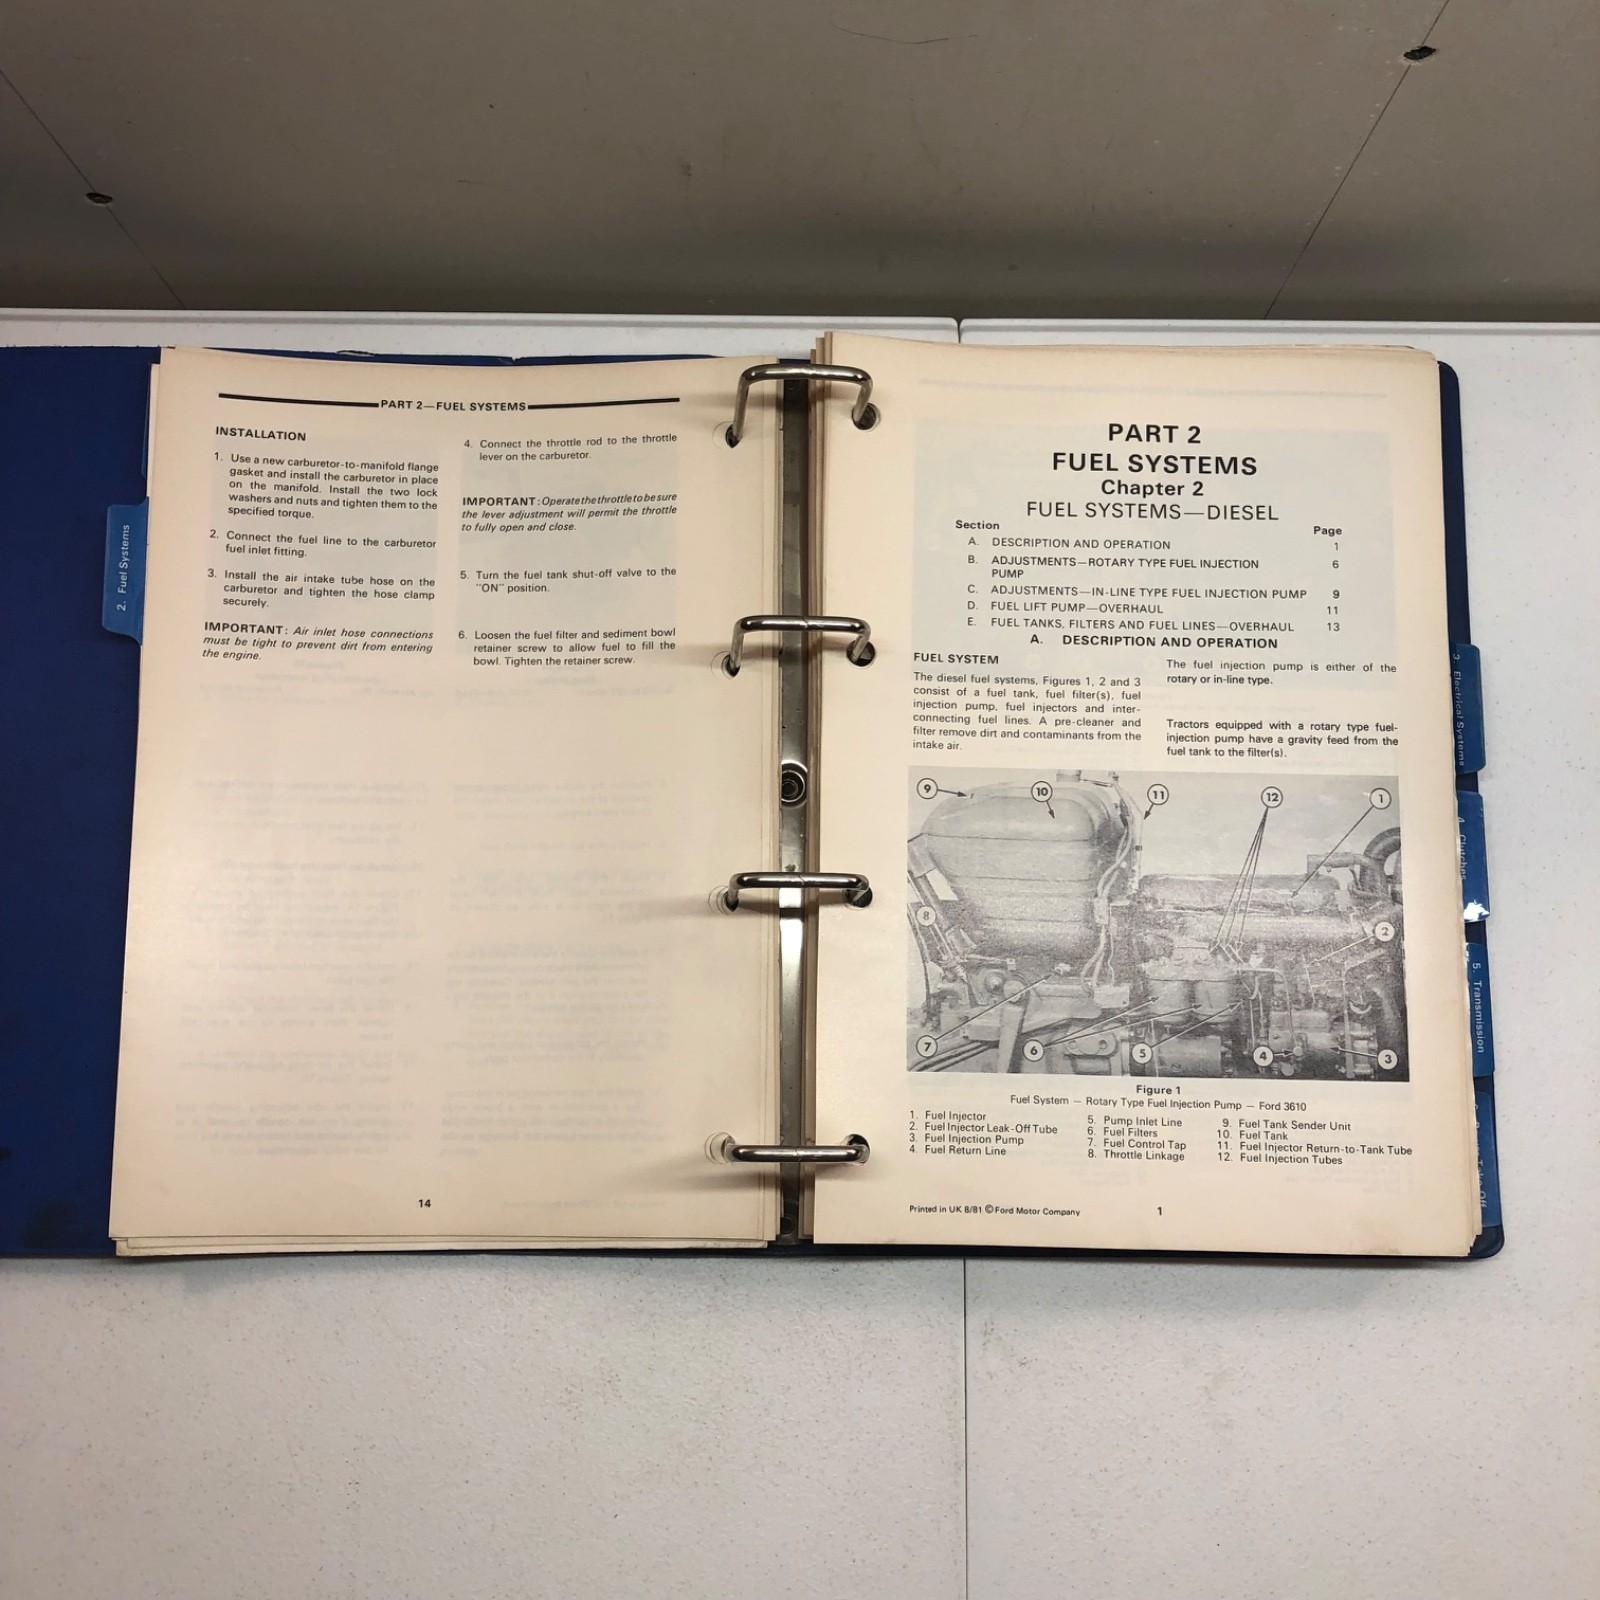 PART 2—FUEL SYSTEMS
INSTALLATION
1. Use a new carburetor-to-manifold flange
gasket and install the carburetor in place
on the manifold. Install the two lock
washers and nuts and tighten them to the
specified torque.
2. Connect the fuel line to the carburetor
fuel inlet fitting.
3. Install the air intake tube hose on the
carburetor and tighten the hose clamp
securely.
IMPORTANT: Air inlet hose connections
must be tight to prevent dirt from entering
the engine.
4. Connect the throttle rod to the throttle
lever on the carburetor.
IMPORTANT: Operate the throttle to be sure
the lever adjustment will permit the throttle
to fully open and close.
5. Turn the fuel tank shut-off valve to the
"ON" position.
6. Loosen the fuel filter and sediment bowl
retainer screw to allow fuel to fill the
bowl. Tighten the retainer screw.
14
2. Fuel Systems
PART 2
FUEL SYSTEMS
Chapter 2
FUEL SYSTEMS—DIESEL
Section Page
A. DESCRIPTION AND OPERATION 1
B. ADJUSTMENTS—ROTARY TYPE FUEL INJECTION 6
PUMP
C. ADJUSTMENTS—IN-LINE TYPE FUEL INJECTION PUMP 9
D. FUEL LIFT PUMP—OVERHAUL 11
E. FUEL TANKS, FILTERS AND FUEL LINES—OVERHAUL 13
A. DESCRIPTION AND OPERATION
FUEL SYSTEM
The diesel fuel systems, Figures 1, 2 and 3
consist of a fuel tank, fuel filter(s), fuel
injection pump, fuel injectors and inter-
connecting fuel lines. A pre-cleaner and
filter remove dirt and contaminants from the
intake air.
The fuel injection pump is either of the
rotary or in-line type.
Tractors equipped with a rotary type fuel-
injection pump have a gravity feed from the
fuel tank to the filter(s).
9 10 11 12 1
8 2
7 6 5 4 3
Figure 1
Fuel System — Rotary Type Fuel Injection Pump — Ford 3610
1. Fuel Injector
2. Fuel Injector Leak-Off Tube
3. Fuel Injection Pump
4. Fuel Return Line
5. Pump Inlet Line
6. Fuel Filters
7. Fuel Control Tap
8. Throttle Linkage
9. Fuel Tank Sender Unit
10. Fuel Tank
11. Fuel Injector Return-to-Tank Tube
12. Fuel Injection Tubes
Printed in UK 8/81 ©Ford Motor Company 1
3. Electrical Systems
4. Clutches
5. Transmission